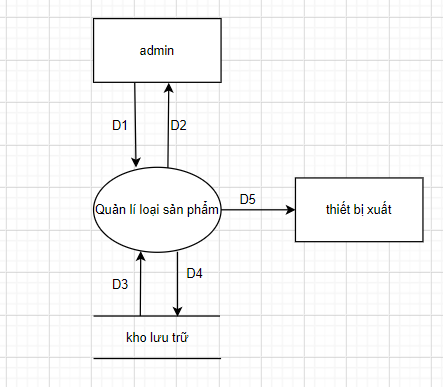 admin
D1
D2
Quản lí loại sản phẩm
D5
thiết bị xuất
D3
D4
kho lưu trữ